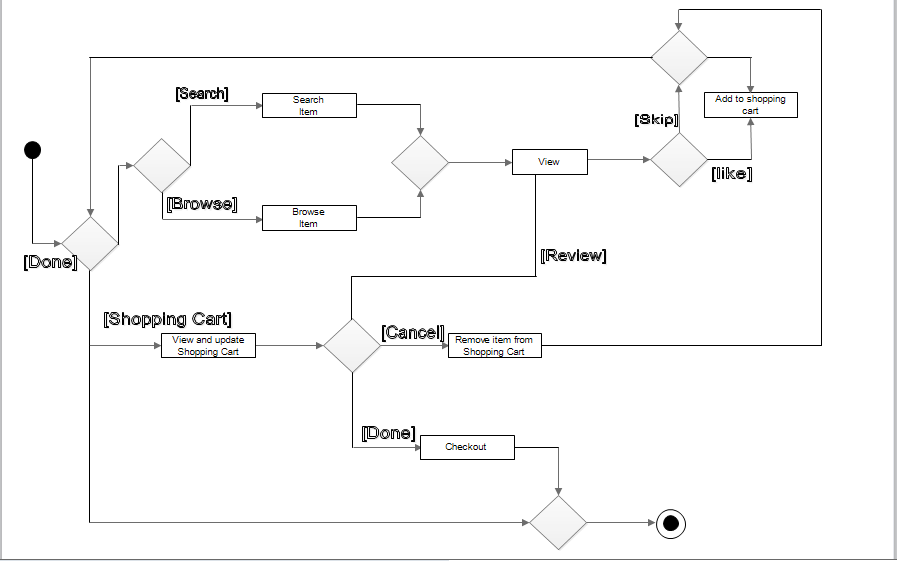 [Search]
Search
Item
Add to shopping
cart
[Skip]
View
[like]
[Browse]
Browse
Item
[Done]
[Review]
[Shopping Cart]
View and update
Shopping Cart
[Cancel]
Remove item from
Shopping Cart
[Done]
Checkout